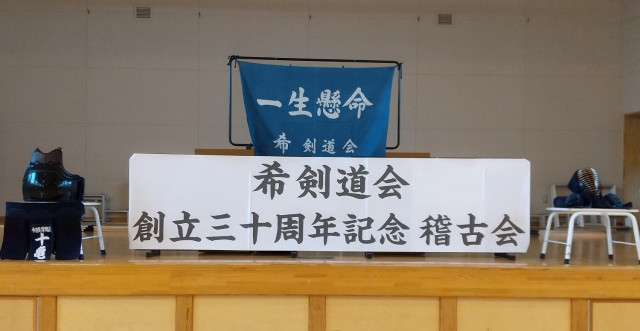 一生懸命
希 剣道会
希剣道会
創立三十周年記念 稽古会